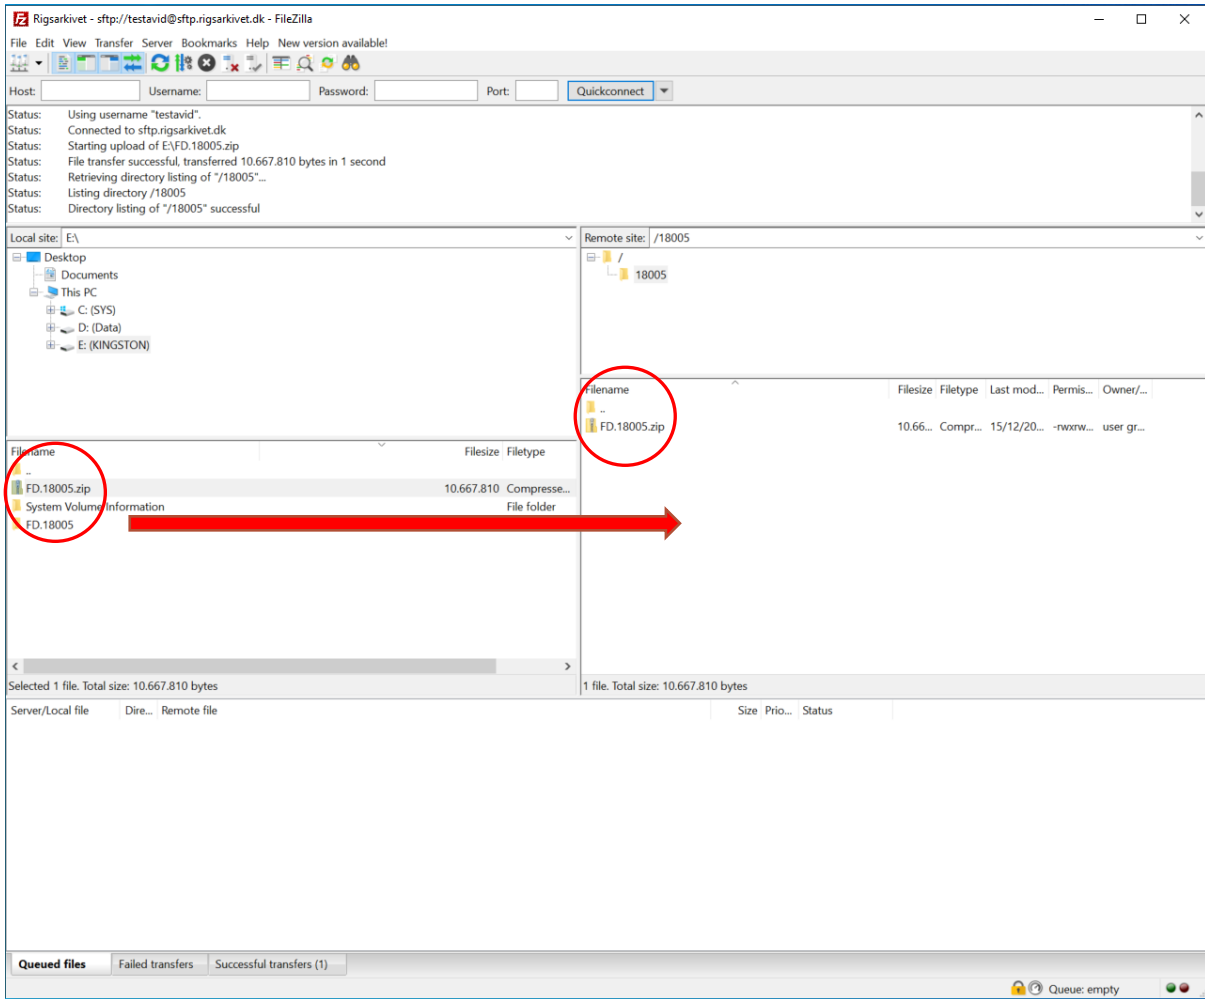 Rigsarkivet - sftp://testavid@sftp.rigsarkivet.dk - FileZilla
File Edit View Transfer Server Bookmarks Help New version available!
Host: Username: Password: Port: Quickconnect
Status: Using username "testavid".
Status: Connected to sftp.rigsarkivet.dk
Status: Starting upload of E:\FD.18005.zip
Status: File transfer successful, transferred 10.667.810 bytes in 1 second
Status: Retrieving directory listing of "/18005"...
Status: Listing directory /18005
Status: Directory listing of "/18005" successful
Local site: E:\
Desktop
Documents
This PC
C: (SYS)
D: (Data)
E: (KINGSTON)
Filename Filesize Filetype
..
FD.18005.zip 10.667.810 Compresse...
System Volume Information File folder
FD.18005
Selected 1 file. Total size: 10.667.810 bytes
Remote site: /18005
/
18005
Filename Filesize Filetype Last mod... Permis... Owner/...
..
FD.18005.zip 10.66... Compr... 15/12/20... -rwxrw... user gr...
1 file. Total size: 10.667.810 bytes
Server/Local file Dire... Remote file Size Prio... Status
Queued files Failed transfers Successful transfers (1)
Queue: empty